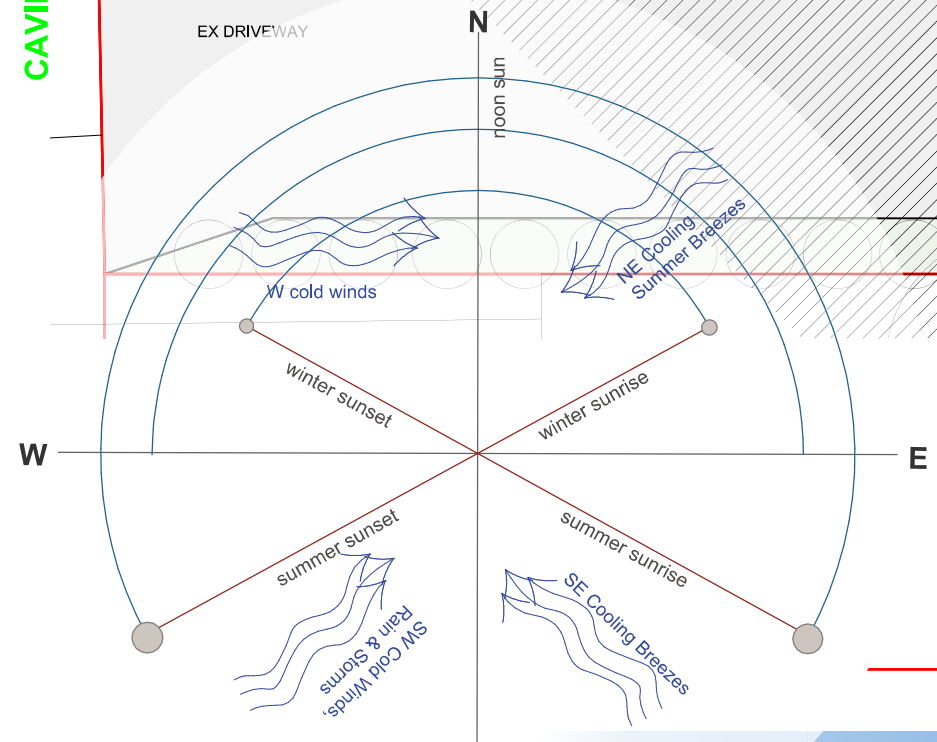 CAVI
EX DRIVEWAY
N
noon sun
NE Cooling
Summer Breezes
W cold winds
winter sunset
winter sunrise
W
E
summer sunset
summer sunrise
SW Cold Winds,
Rain & Storms
SE Cooling Breezes